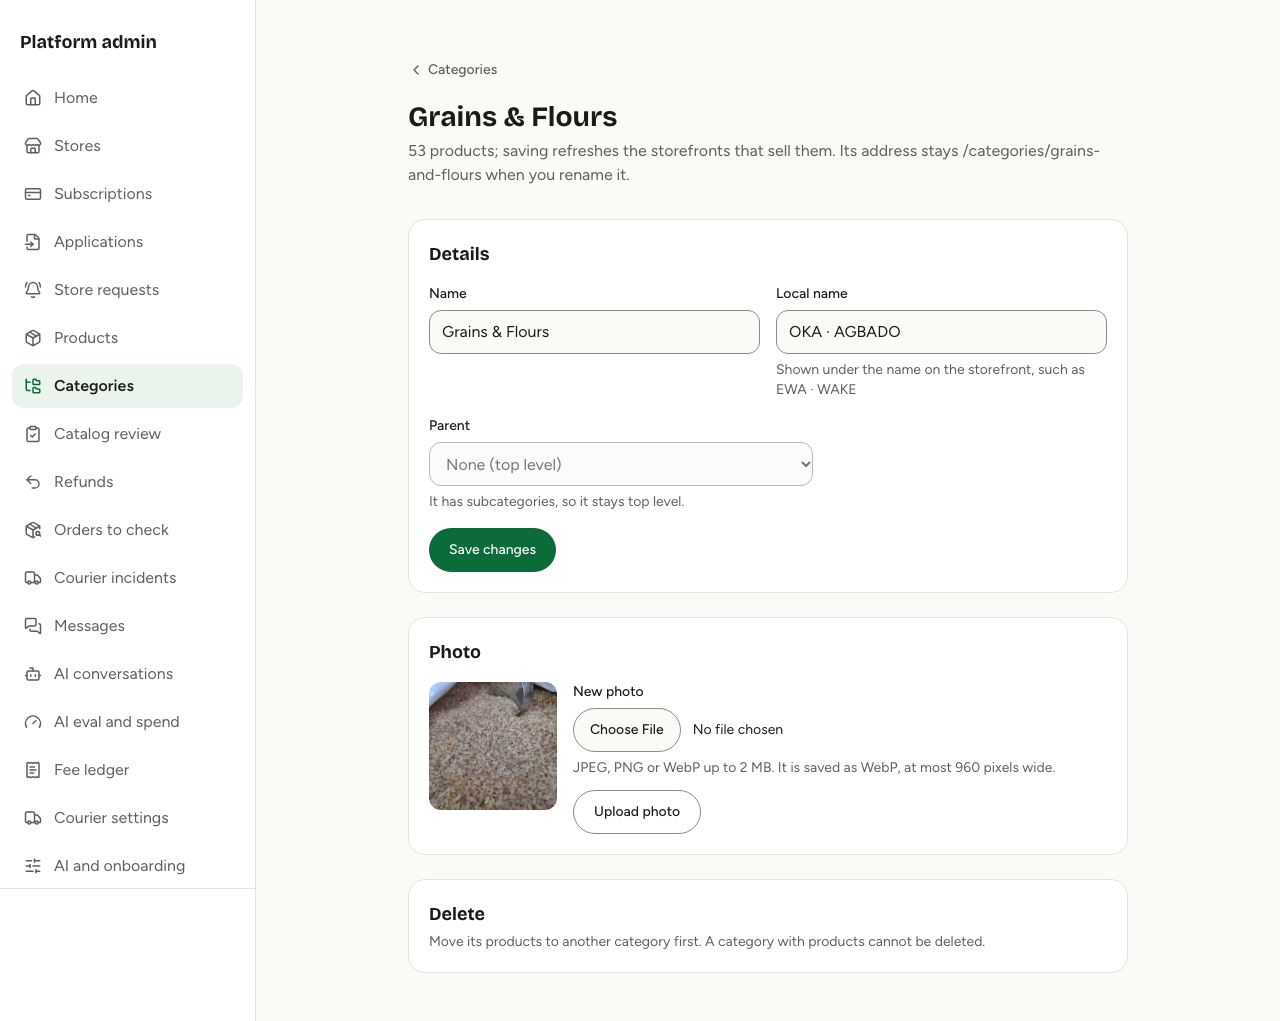 Platform admin
Home
Stores
Subscriptions
Applications
Store requests
Products
Categories
Catalog review
Refunds
Orders to check
Courier incidents
Messages
AI conversations
AI eval and spend
Fee ledger
Courier settings
AI and onboarding
Categories
Grains & Flours
53 products; saving refreshes the storefronts that sell them. Its address stays /categories/grains-
and-flours when you rename it.
Details
Name
Local name
Grains & Flours
OKA · AGBADO
Shown under the name on the storefront, such as
EWA · WAKE
Parent
None (top level)
It has subcategories, so it stays top level.
Save changes
Photo
New photo
Choose File No file chosen
JPEG, PNG or WebP up to 2 MB. It is saved as WebP, at most 960 pixels wide.
Upload photo
Delete
Move its products to another category first. A category with products cannot be deleted.